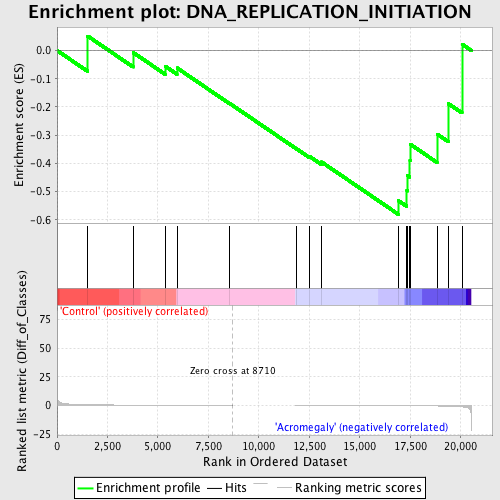 Enrichment plot: DNA_REPLICATION_INITIATION
Enrichment score (ES)
0.0
-0.1
-0.2
-0.3
-0.4
-0.5
-0.6
'Control' (positively correlated)
Ranked list metric (Diff_of_Classes)
75
50
25
0
-25
Zero cross at 8710
'Acromegaly' (negatively correlated)
0
2,500
5,000
7,500
10,000
12,500
15,000
17,500
20,000
Rank in Ordered Dataset
Enrichment profile
Hits
Ranking metric scores